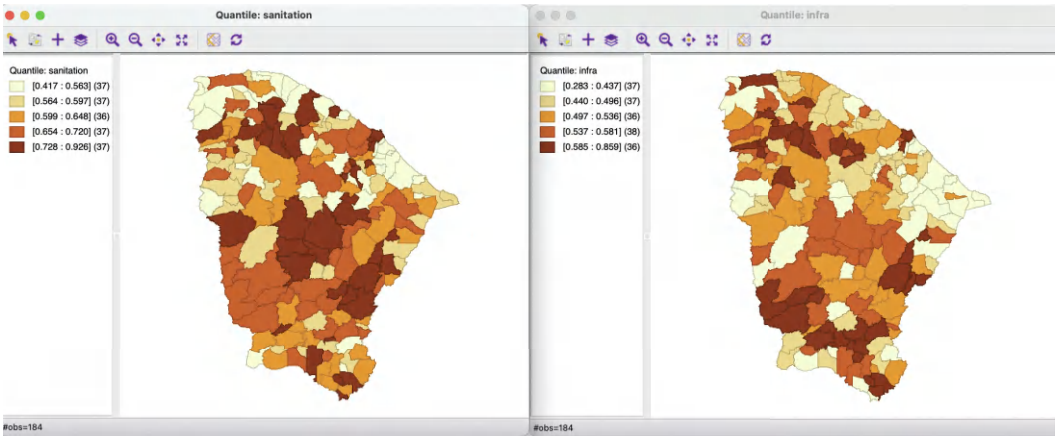 Quantile: sanitation
Quantile: sanitation
[0.417 : 0.563] (37)
[0.564 : 0.597] (37)
[0.599 : 0.648] (36)
[0.654 : 0.720] (37)
[0.728 : 0.926] (37)
#obs=184
Quantile: infra
Quantile: infra
[0.283 : 0.437] (37)
[0.440 : 0.496] (37)
[0.497 : 0.536] (36)
[0.537 : 0.581] (38)
[0.585 : 0.859] (36)
#obs=184